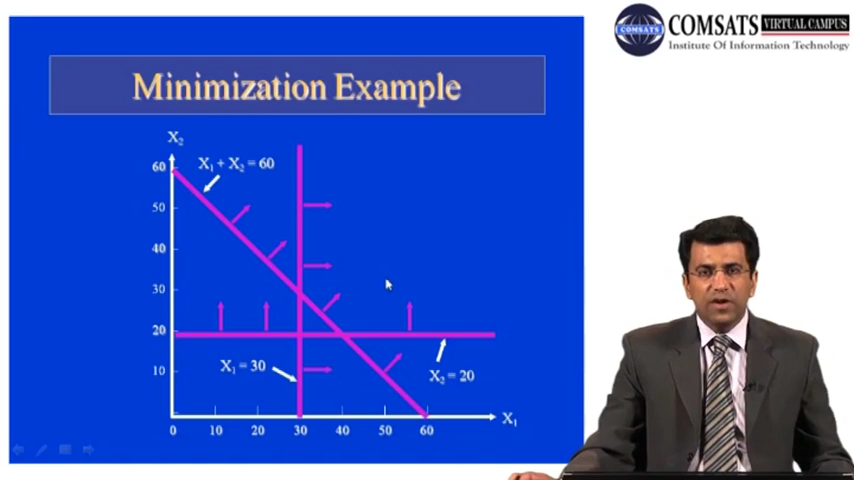 COMSATS VIRTUAL CAMPUS
COMSATS
Institute Of Information Technology
Minimization Example
X₂
X₁ + X₂ = 60
60
50
40
30
20
10
X₁ = 30
X₂ = 20
X₁
0 10 20 30 40 50 60